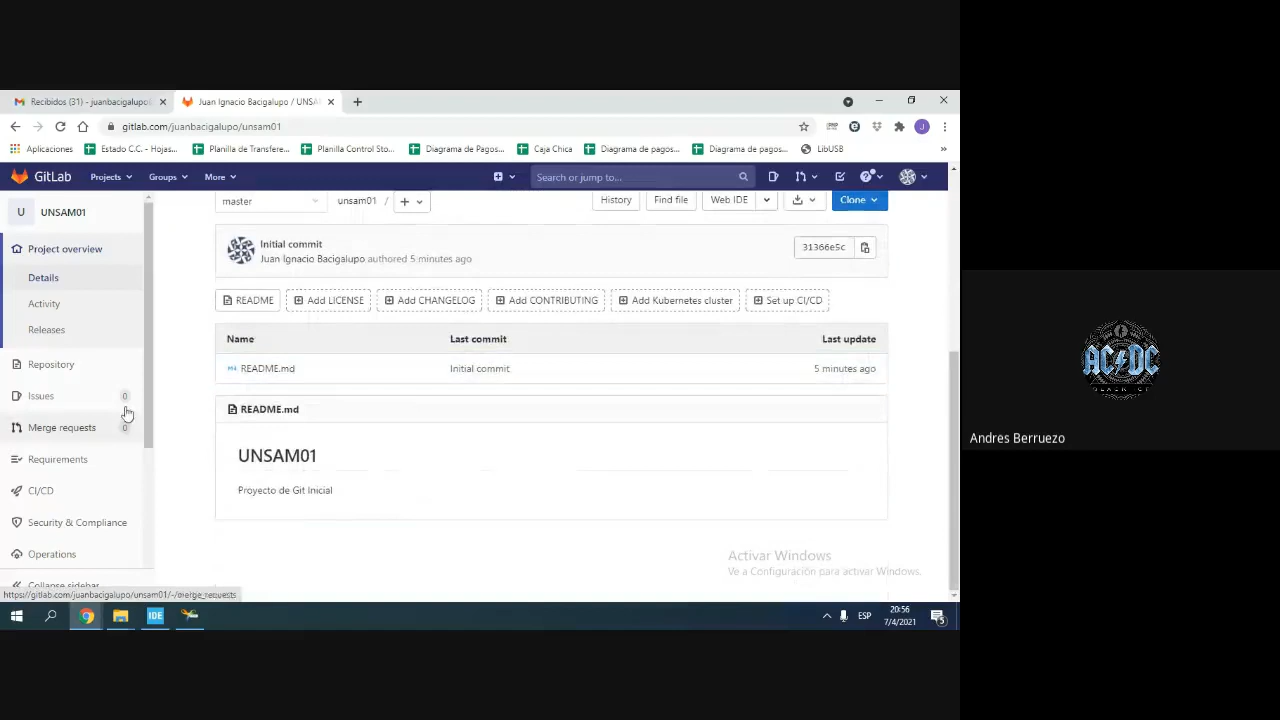 Recibidos (31) - juanbacigalupo
Juan Ignacio Bacigalupo / UNSA
gitlab.com/juanbacigalupo/unsam01
Aplicaciones Estado C.C. - Hojas... Planilla de Transfere... Planilla Control Sto... Diagrama de Pagos... Caja Chica Diagrama de pagos... Diagrama de pagos... LibUSB »
GitLab Projects Groups More Search or jump to...
U UNSAM01
master unsam01 / + History Find file Web IDE Clone
Project overview
Details
Activity
Releases
Repository
Issues 0
Merge requests 0
Requirements
CI/CD
Security & Compliance
Operations
Collapse sidebar
Initial commit
Juan Ignacio Bacigalupo authored 5 minutes ago
31366e5c
README Add LICENSE Add CHANGELOG Add CONTRIBUTING Add Kubernetes cluster Set up CI/CD
Name Last commit Last update
README.md Initial commit 5 minutes ago
README.md
UNSAM01
Proyecto de Git Inicial
Activar Windows
Ve a Configuración para activar Windows.
https://gitlab.com/juanbacigalupo/unsam01/-/merge_requests
IDE
ESP
20:56
7/4/2021
5
AC/DC
Andres Berruezo